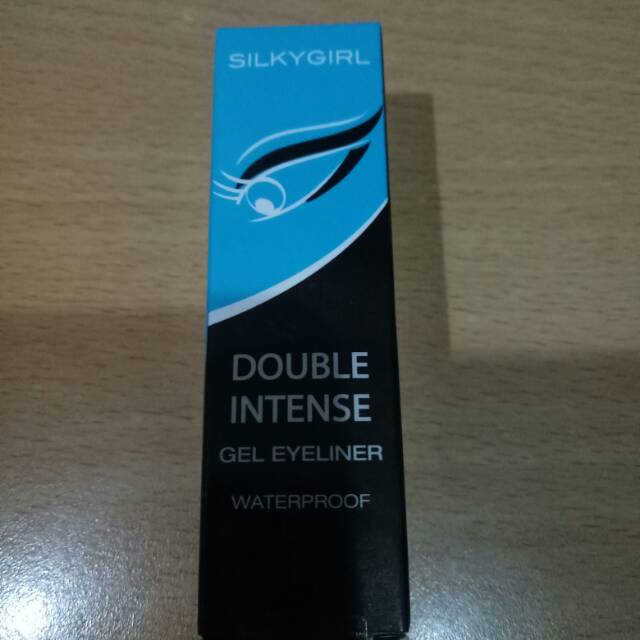 SILKYGIRL
DOUBLE
INTENSE
GEL EYELINER
WATERPROOF